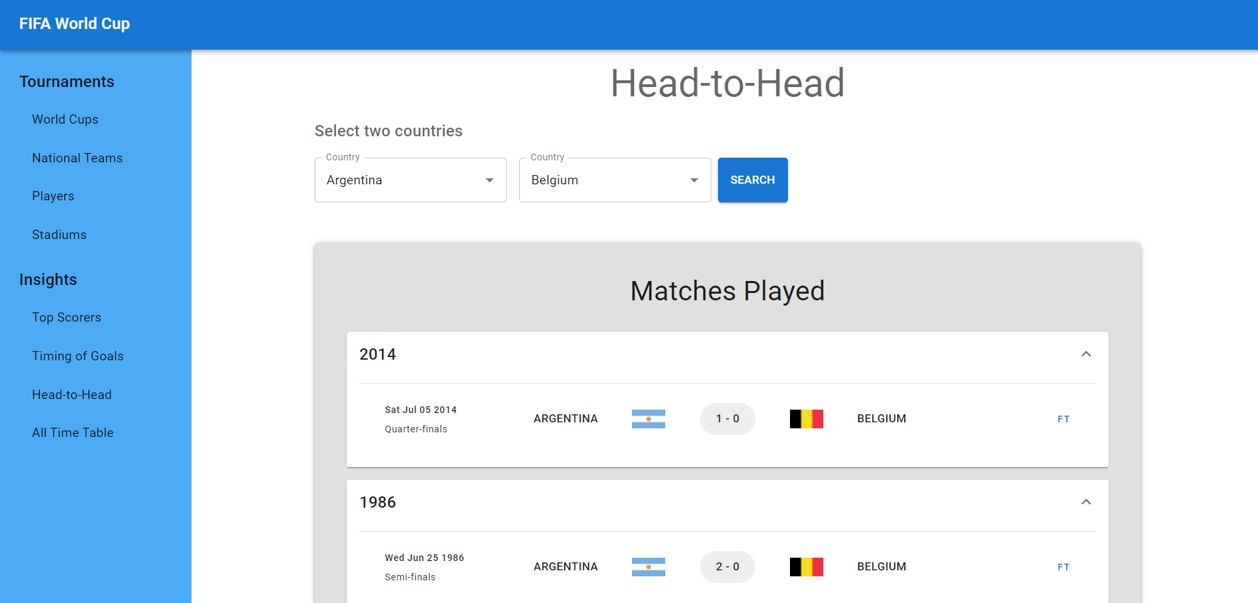 FIFA World Cup
Tournaments
World Cups
National Teams
Players
Stadiums
Insights
Top Scorers
Timing of Goals
Head-to-Head
All Time Table
Head-to-Head
Select two countries
Country Country
Argentina Belgium SEARCH
Matches Played
2014
Sat Jul 05 2014
Quarter-finals
ARGENTINA 1 - 0 BELGIUM FT
1986
Wed Jun 25 1986
Semi-finals
ARGENTINA 2 - 0 BELGIUM FT